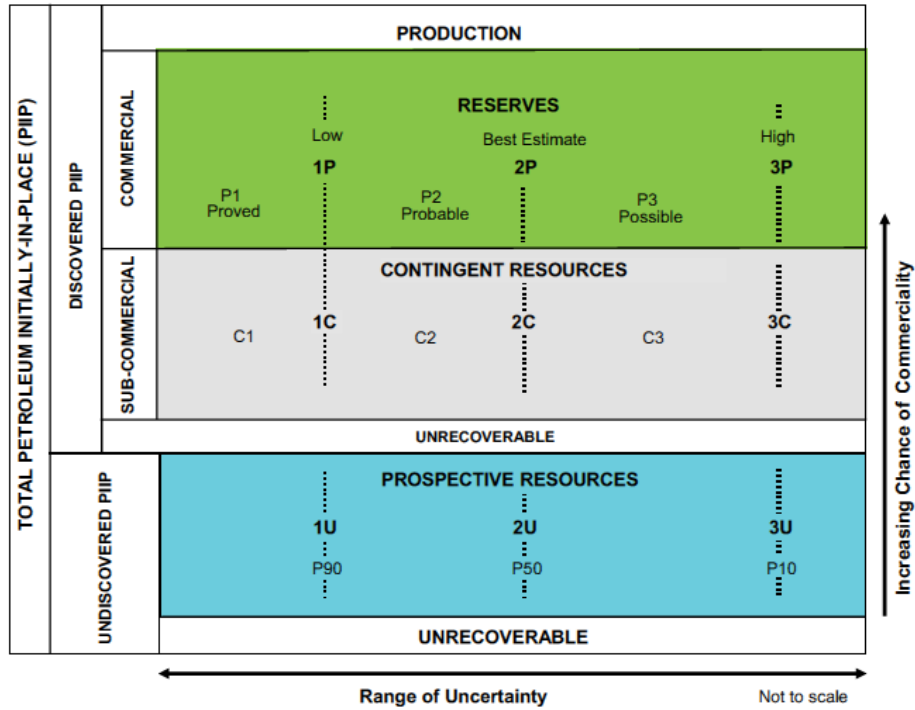 TOTAL PETROLEUM INITIALLY-IN-PLACE (PIIP)
DISCOVERED PIIP
UNDISCOVERED PIIP
COMMERCIAL
SUB-COMMERCIAL
PRODUCTION
RESERVES
Low
Best Estimate
High
1P
2P
3P
P1
Proved
P2
Probable
P3
Possible
CONTINGENT RESOURCES
1C
2C
3C
C1
C2
C3
UNRECOVERABLE
PROSPECTIVE RESOURCES
1U
2U
3U
P90
P50
P10
UNRECOVERABLE
Increasing Chance of Commerciality
Range of Uncertainty
Not to scale